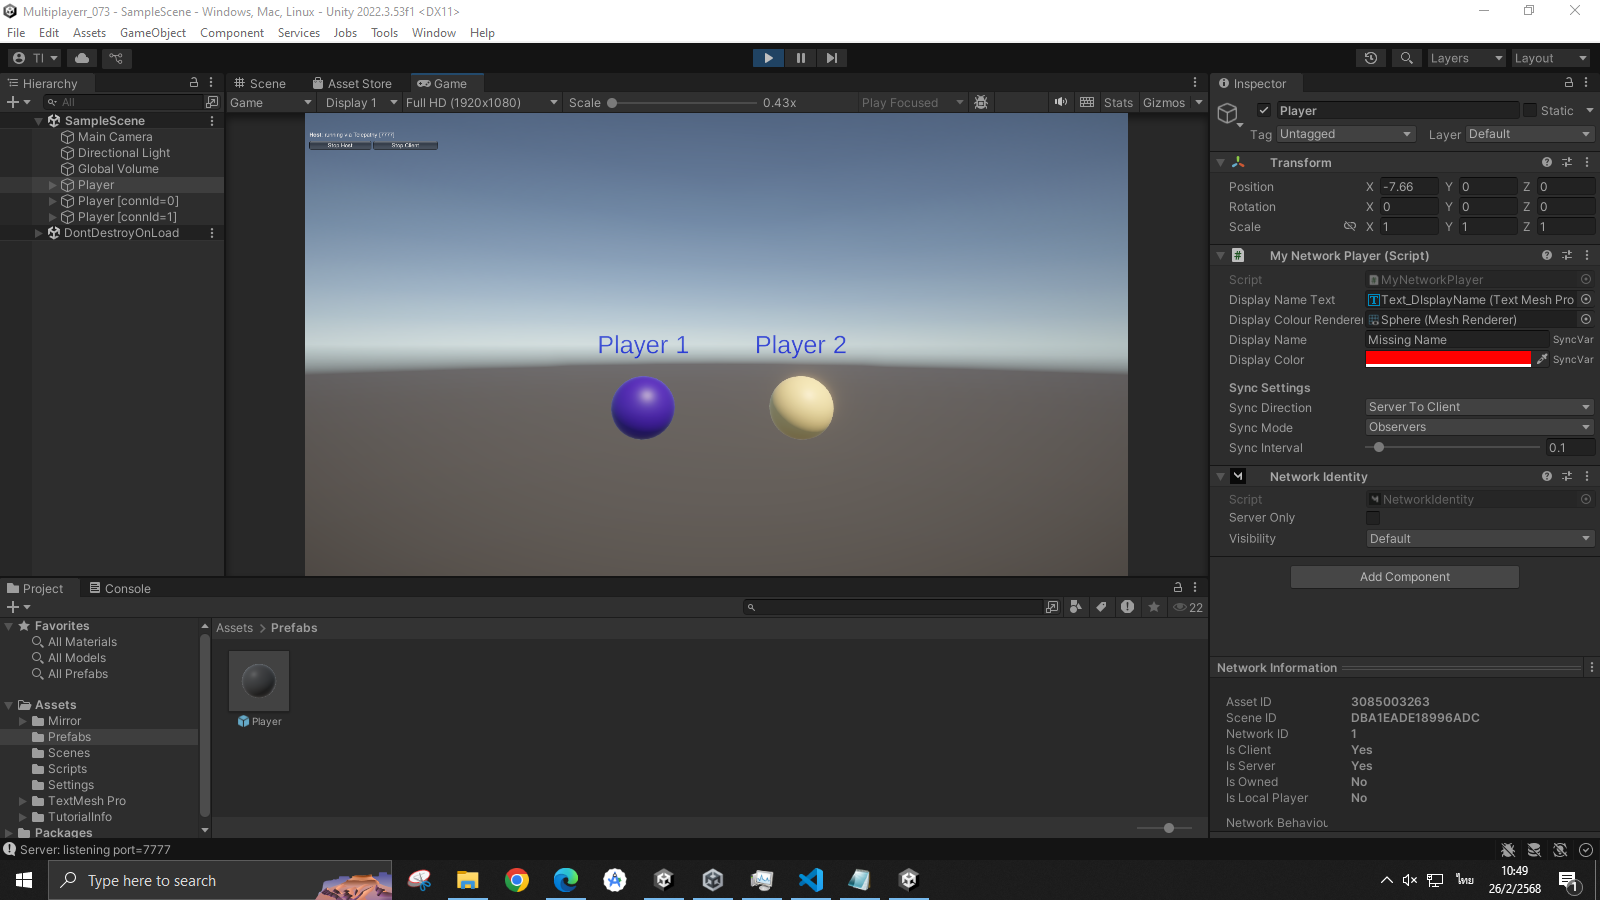 Multiplayerr_073 - SampleScene - Windows, Mac, Linux - Unity 2022.3.53f1 <DX11>
File Edit Assets GameObject Component Services Jobs Tools Window Help
TI
Layers Layout
Hierarchy
All
SampleScene
Main Camera
Directional Light
Global Volume
Player
Player [connId=0]
Player [connId=1]
DontDestroyOnLoad
Scene Asset Store Game
Game Display 1 Full HD (1920x1080) Scale 0.43x Play Focused Stats Gizmos
Host: running via Telepathy [7777]
Stop Host Stop Client
Player 1 Player 2
Inspector
Player Static
Tag Untagged Layer Default
Transform
Position X -7.66 Y 0 Z 0
Rotation X 0 Y 0 Z 0
Scale X 1 Y 1 Z 1
My Network Player (Script)
Script MyNetworkPlayer
Display Name Text Text_DIsplayName (Text Mesh Pro
Display Colour Renderer Sphere (Mesh Renderer)
Display Name Missing Name SyncVar
Display Color SyncVar
Sync Settings
Sync Direction Server To Client
Sync Mode Observers
Sync Interval 0.1
Network Identity
Script NetworkIdentity
Server Only
Visibility Default
Add Component
Network Information
Asset ID 3085003263
Scene ID DBA1EADE18996ADC
Network ID 1
Is Client Yes
Is Server Yes
Is Owned No
Is Local Player No
Network Behaviou
Project Console
22
Favorites
All Materials
All Models
All Prefabs
Assets
Mirror
Prefabs
Scenes
Scripts
Settings
TextMesh Pro
TutorialInfo
Packages
Assets > Prefabs
Player
Server: listening port=7777
Type here to search
ไทย
10:49
26/2/2568
1